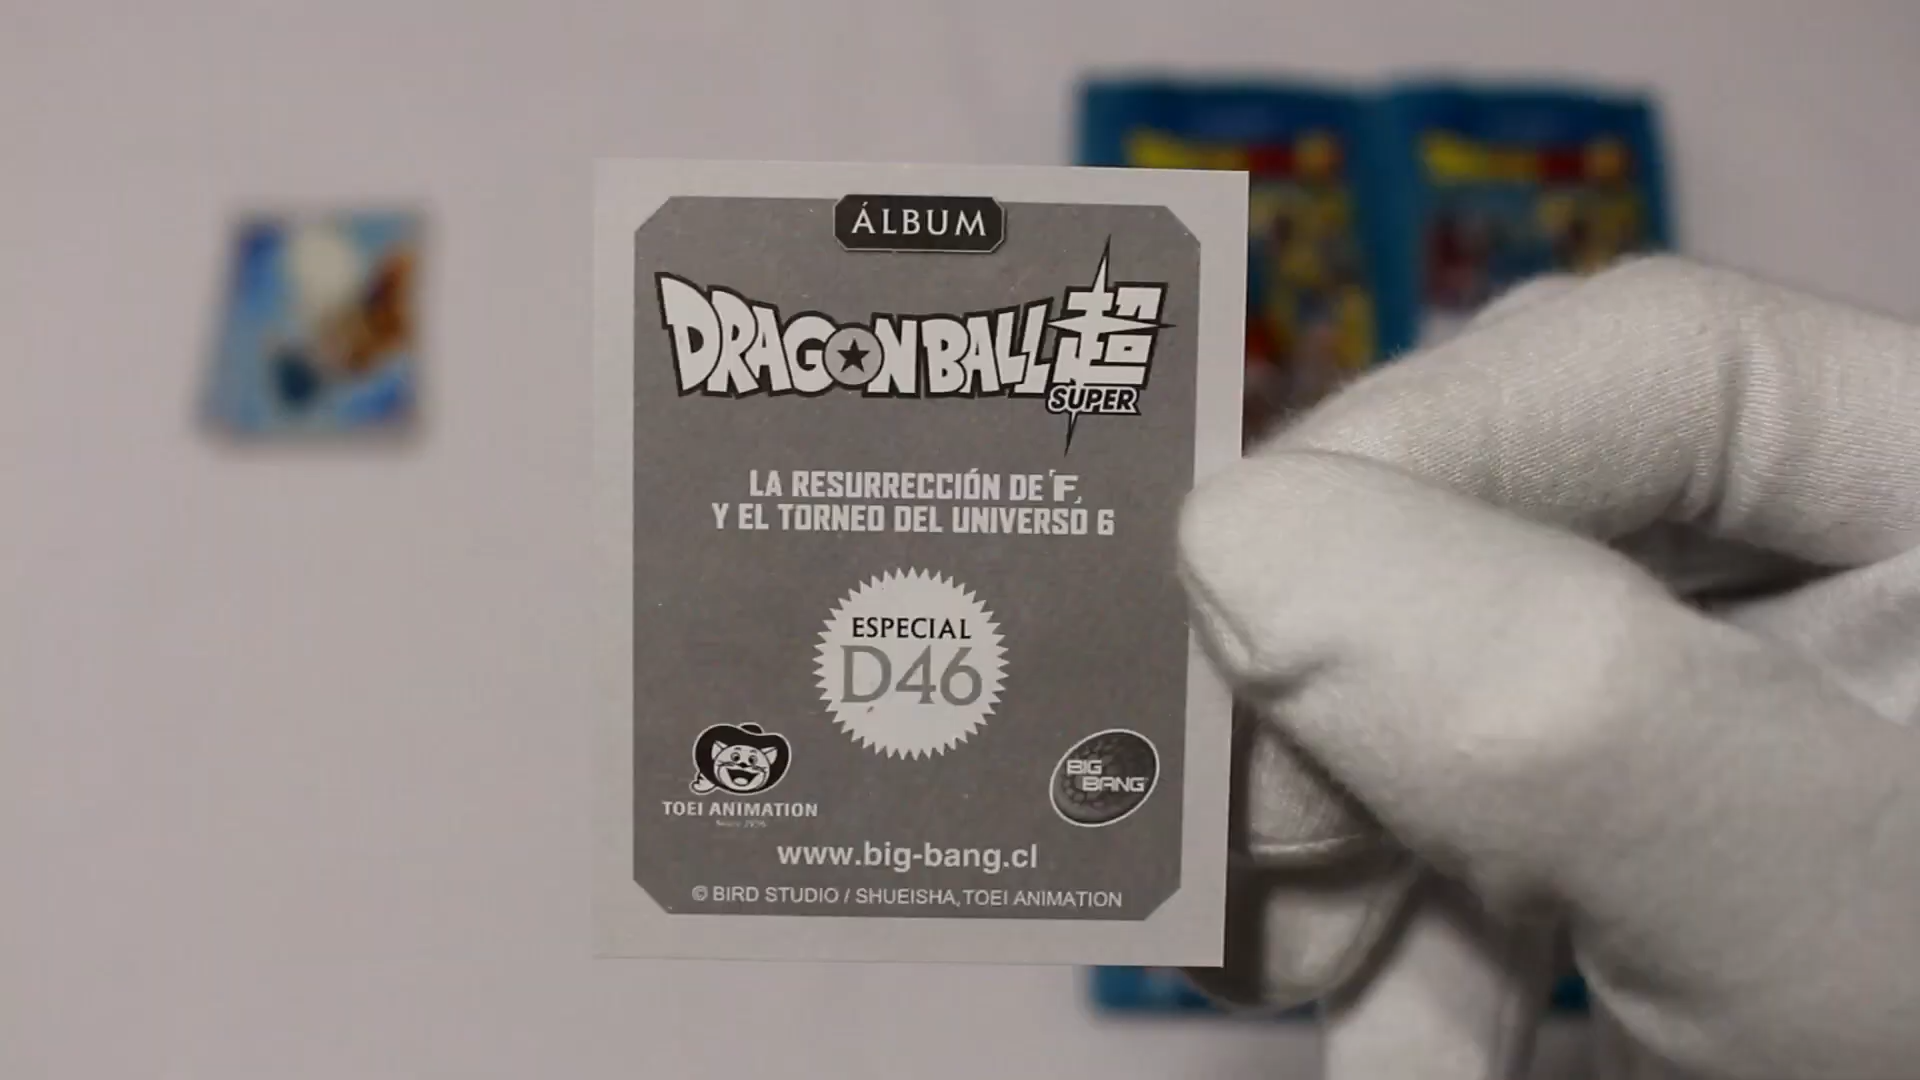 ÁLBUM
DRAGON BALL 超
SUPER
LA RESURRECCIÓN DE 'F,
Y EL TORNEO DEL UNIVERSO 6
ESPECIAL
D46
TOEI ANIMATION
BIG
BANG
www.big-bang.cl
© BIRD STUDIO / SHUEISHA, TOEI ANIMATION